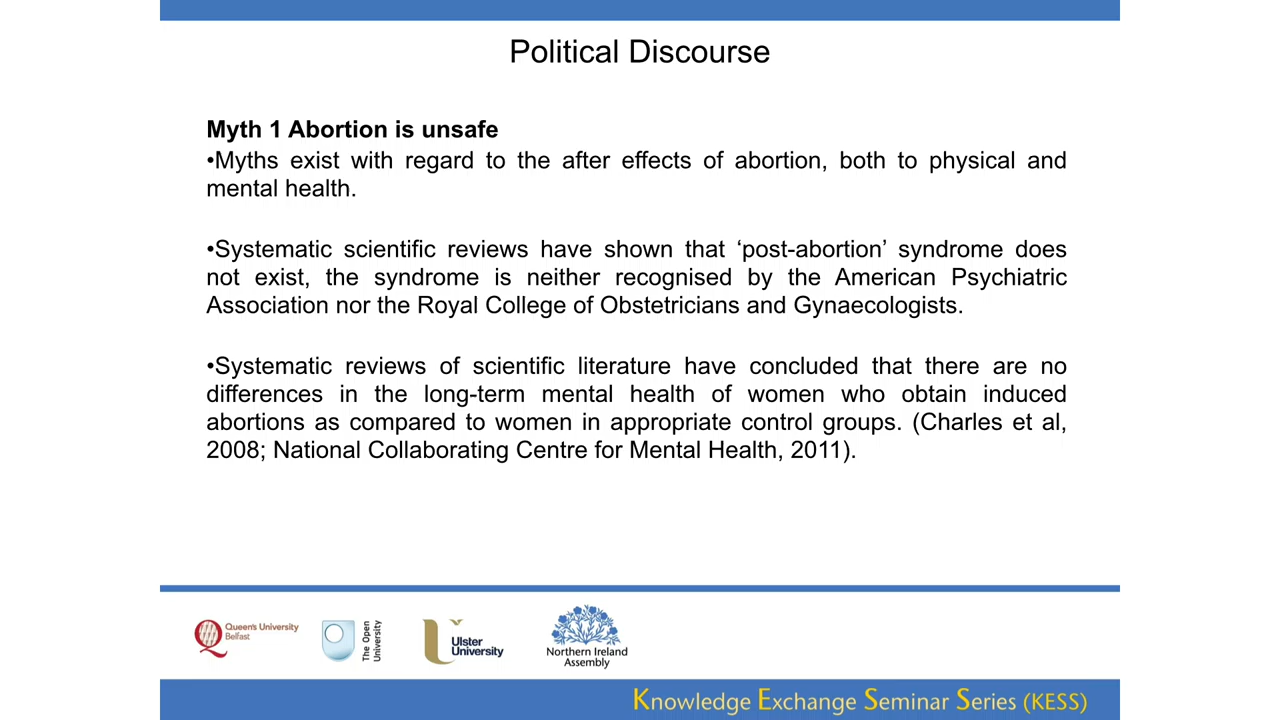 Political Discourse
Myth 1 Abortion is unsafe
•Myths exist with regard to the after effects of abortion, both to physical and
mental health.
•Systematic scientific reviews have shown that ‘post-abortion’ syndrome does
not exist, the syndrome is neither recognised by the American Psychiatric
Association nor the Royal College of Obstetricians and Gynaecologists.
•Systematic reviews of scientific literature have concluded that there are no
differences in the long-term mental health of women who obtain induced
abortions as compared to women in appropriate control groups. (Charles et al,
2008; National Collaborating Centre for Mental Health, 2011).
Queen's University
Belfast
The Open
University
Ulster
University
Northern Ireland
Assembly
Knowledge Exchange Seminar Series (KESS)